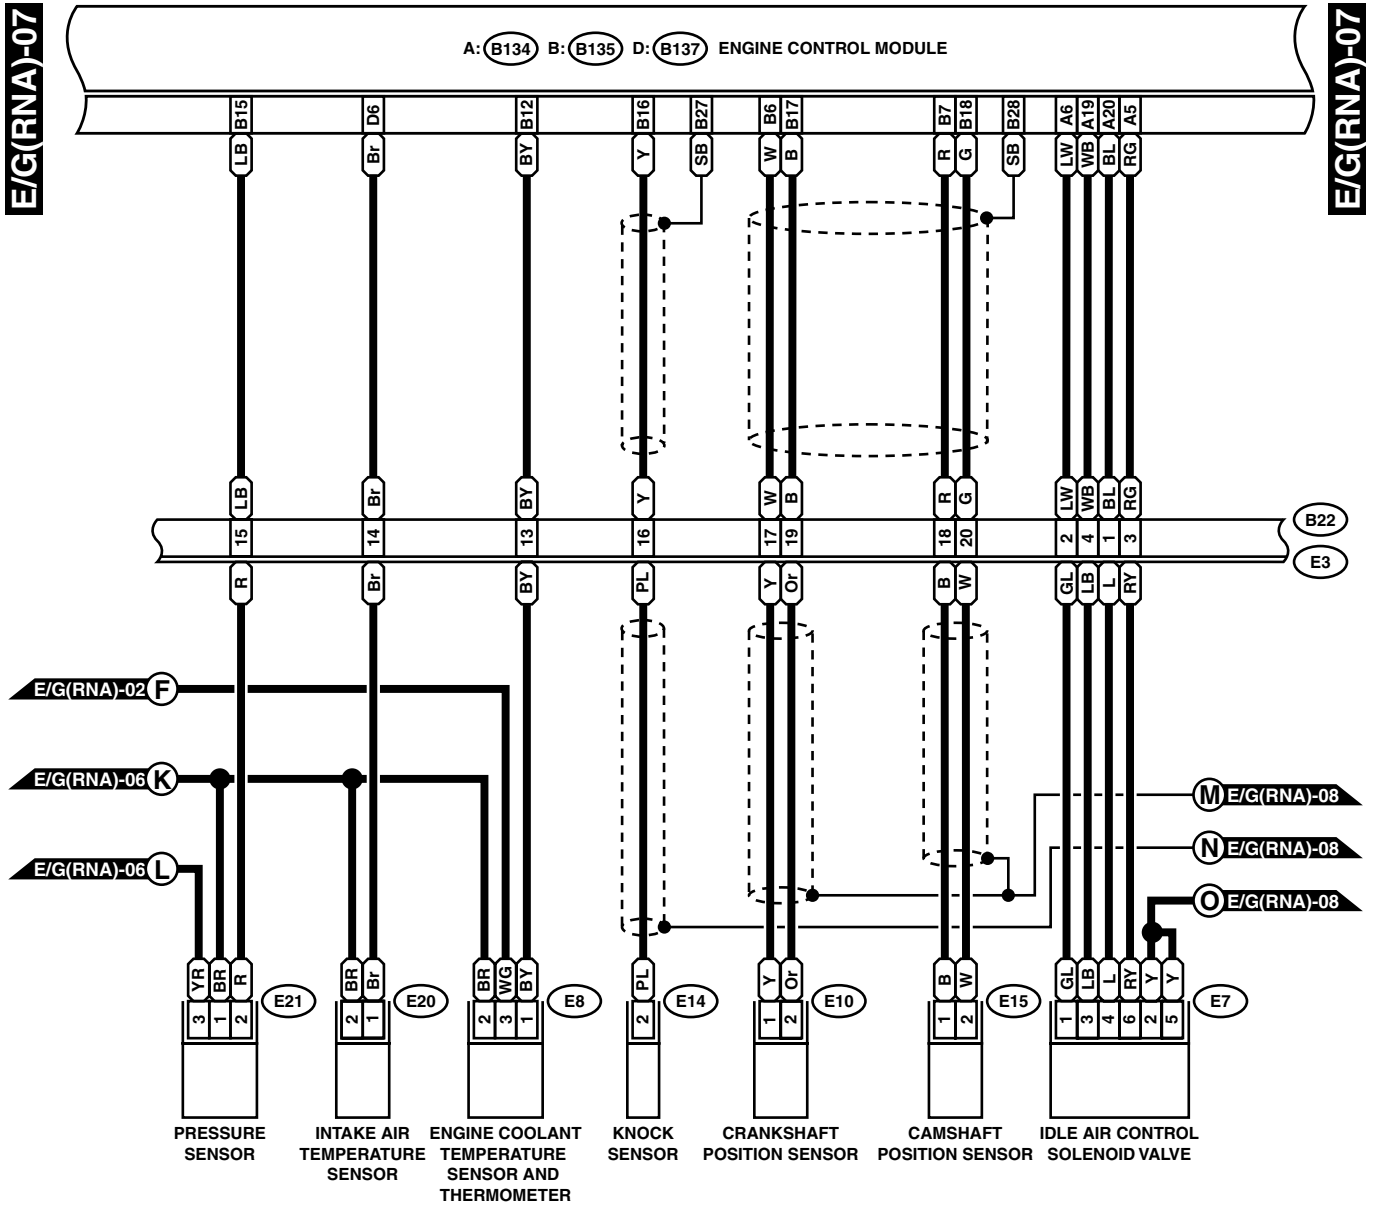 E/G(RNA)-07
E/G(RNA)-07
A: B134 B: B135 D: B137 ENGINE CONTROL MODULE
B15 D6 B12 B16 B27 B6 B17 B7 B18 B28 A6 A19 A20 A5
LB Br BY Y SB W B R G SB LW WB BL RG
LB Br BY Y W B R G LW WB BL RG
15 14 13 16 17 19 18 20 2 4 1 3
B22
E3
R Br BY PL Y Or B W GL LB L RY
E/G(RNA)-02 F
E/G(RNA)-06 K
M E/G(RNA)-08
N E/G(RNA)-08
E/G(RNA)-06 L
O E/G(RNA)-08
YR BR R BR Br BR WG BY PL Y Or B W GL LB L RY Y Y
E21 E20 E8 E14 E10 E15 E7
3 1 2 2 1 2 3 1 2 1 2 1 2 1 3 4 6 2 5
PRESSURE
SENSOR
INTAKE AIR
TEMPERATURE
SENSOR
ENGINE COOLANT
TEMPERATURE
SENSOR AND
THERMOMETER
KNOCK
SENSOR
CRANKSHAFT
POSITION SENSOR
CAMSHAFT
POSITION SENSOR
IDLE AIR CONTROL
SOLENOID VALVE